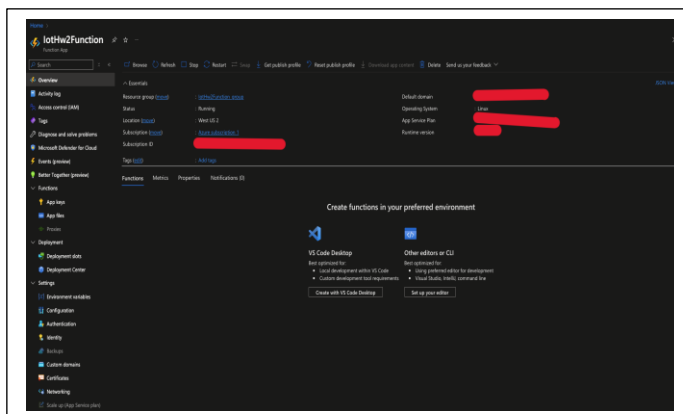 Home >
IotHw2Function
Function App
Search
Browse Refresh Stop Restart Swap Get publish profile Reset publish profile Download app content Delete Send us your feedback
Overview
Activity log
Access control (IAM)
Tags
Diagnose and solve problems
Microsoft Defender for Cloud
Events (preview)
Better Together (preview)
Functions
App keys
App files
Proxies
Deployment
Deployment slots
Deployment Center
Settings
Environment variables
Configuration
Authentication
Identity
Backups
Custom domains
Certificates
Networking
Scale up (App Service plan)
Essentials
JSON View
Resource group (move) : IotHw2Function_group
Status : Running
Location (move) : West US 2
Subscription (move) : Azure subscription 1
Subscription ID
Default domain
Operating System : Linux
App Service Plan
Runtime version
Tags (edit) : Add tags
Functions Metrics Properties Notifications (0)
Create functions in your preferred environment
VS Code Desktop
Best optimized for:
• Local development within VS Code
• Custom development tool requirements
Create with VS Code Desktop
Other editors or CLI
Best optimized for:
• Using preferred editor for development
• Visual Studio, IntelliJ, command line
Set up your editor